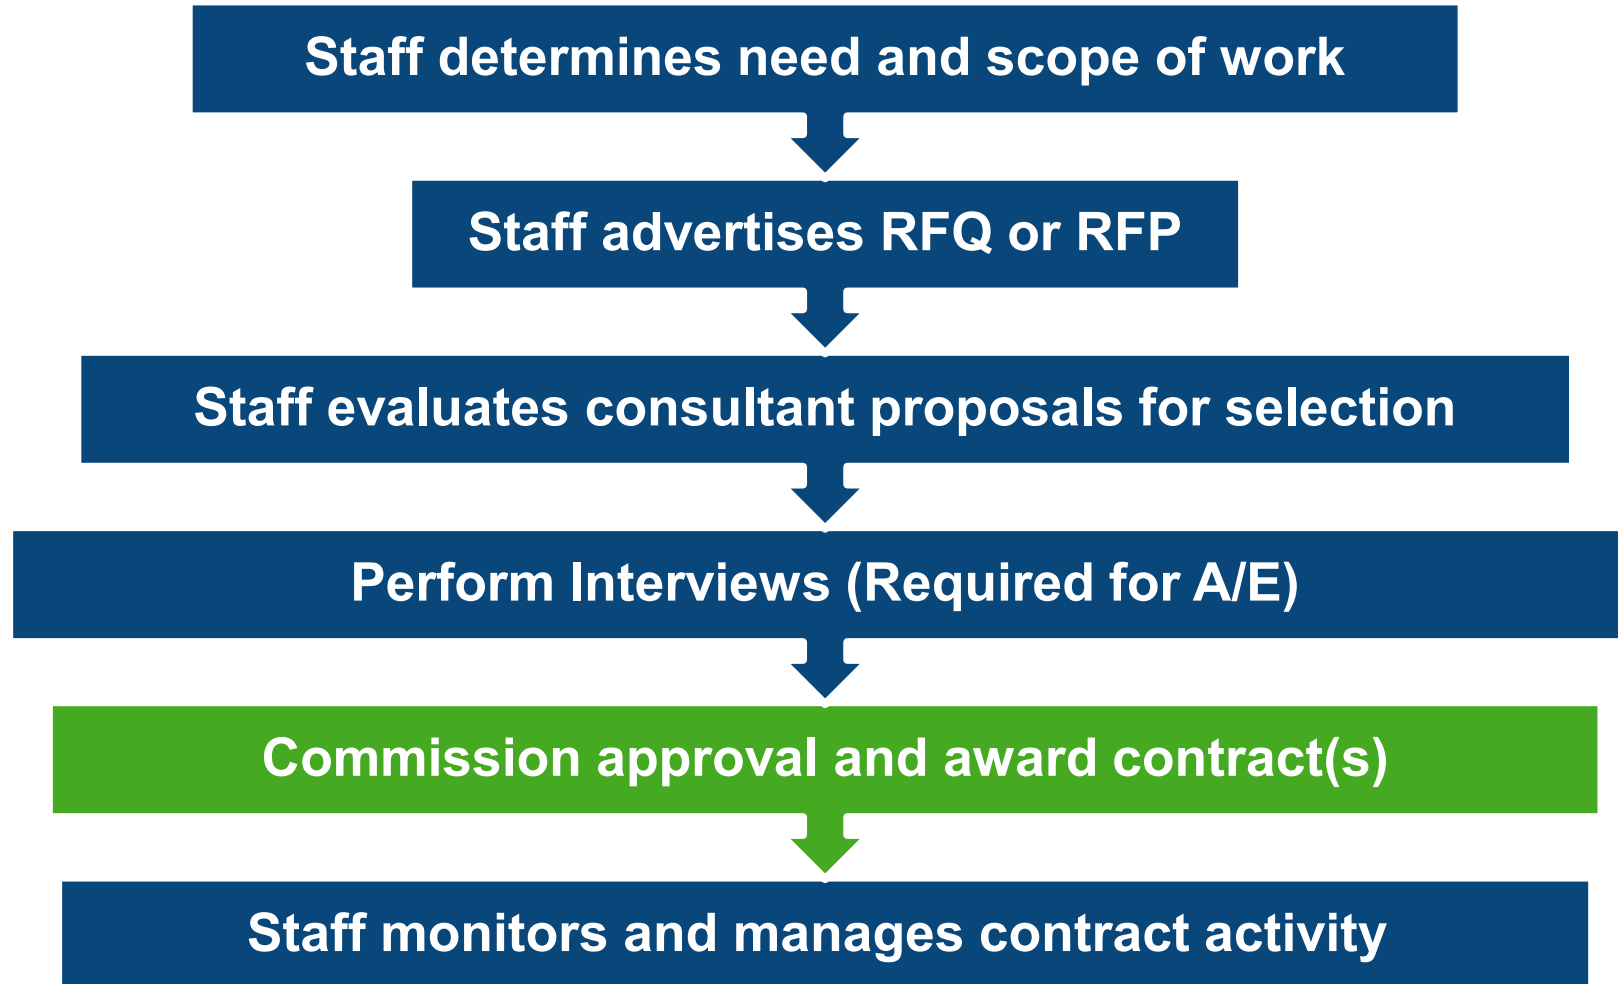 Staff determines need and scope of work
Staff advertises RFQ or RFP
Staff evaluates consultant proposals for selection
Perform Interviews (Required for A/E)
Commission approval and award contract(s)
Staff monitors and manages contract activity